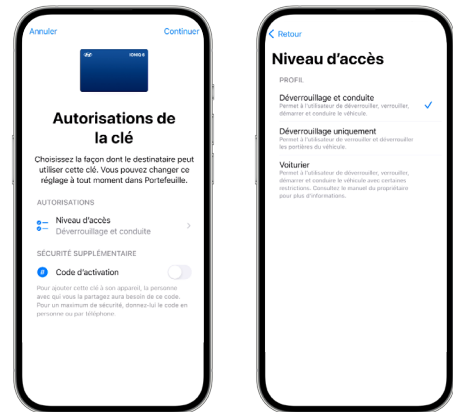 Annuler
Continuer
IONIQ 6
Autorisations de
la clé
Choisissez la façon dont le destinataire peut
utiliser cette clé. Vous pouvez changer ce
réglage à tout moment dans Portefeuille.
AUTORISATIONS
Niveau d'accès
Déverrouillage et conduite
SÉCURITÉ SUPPLÉMENTAIRE
# Code d'activation
Pour ajouter cette clé à son appareil, la personne
avec qui vous la partagez aura besoin de ce code.
Pour un maximum de sécurité, donnez-lui le code en
personne ou par téléphone.
Retour
Niveau d'accès
PROFIL
Déverrouillage et conduite
Permet à l'utilisateur de déverrouiller, verrouiller,
démarrer et conduire le véhicule.
Déverrouillage uniquement
Permet à l'utilisateur de verrouiller et déverrouiller
les portières du véhicule.
Voiturier
Permet à l'utilisateur de déverrouiller, verrouiller,
démarrer et conduire le véhicule avec certaines
restrictions. Consultez le manuel du propriétaire
pour plus d'informations.